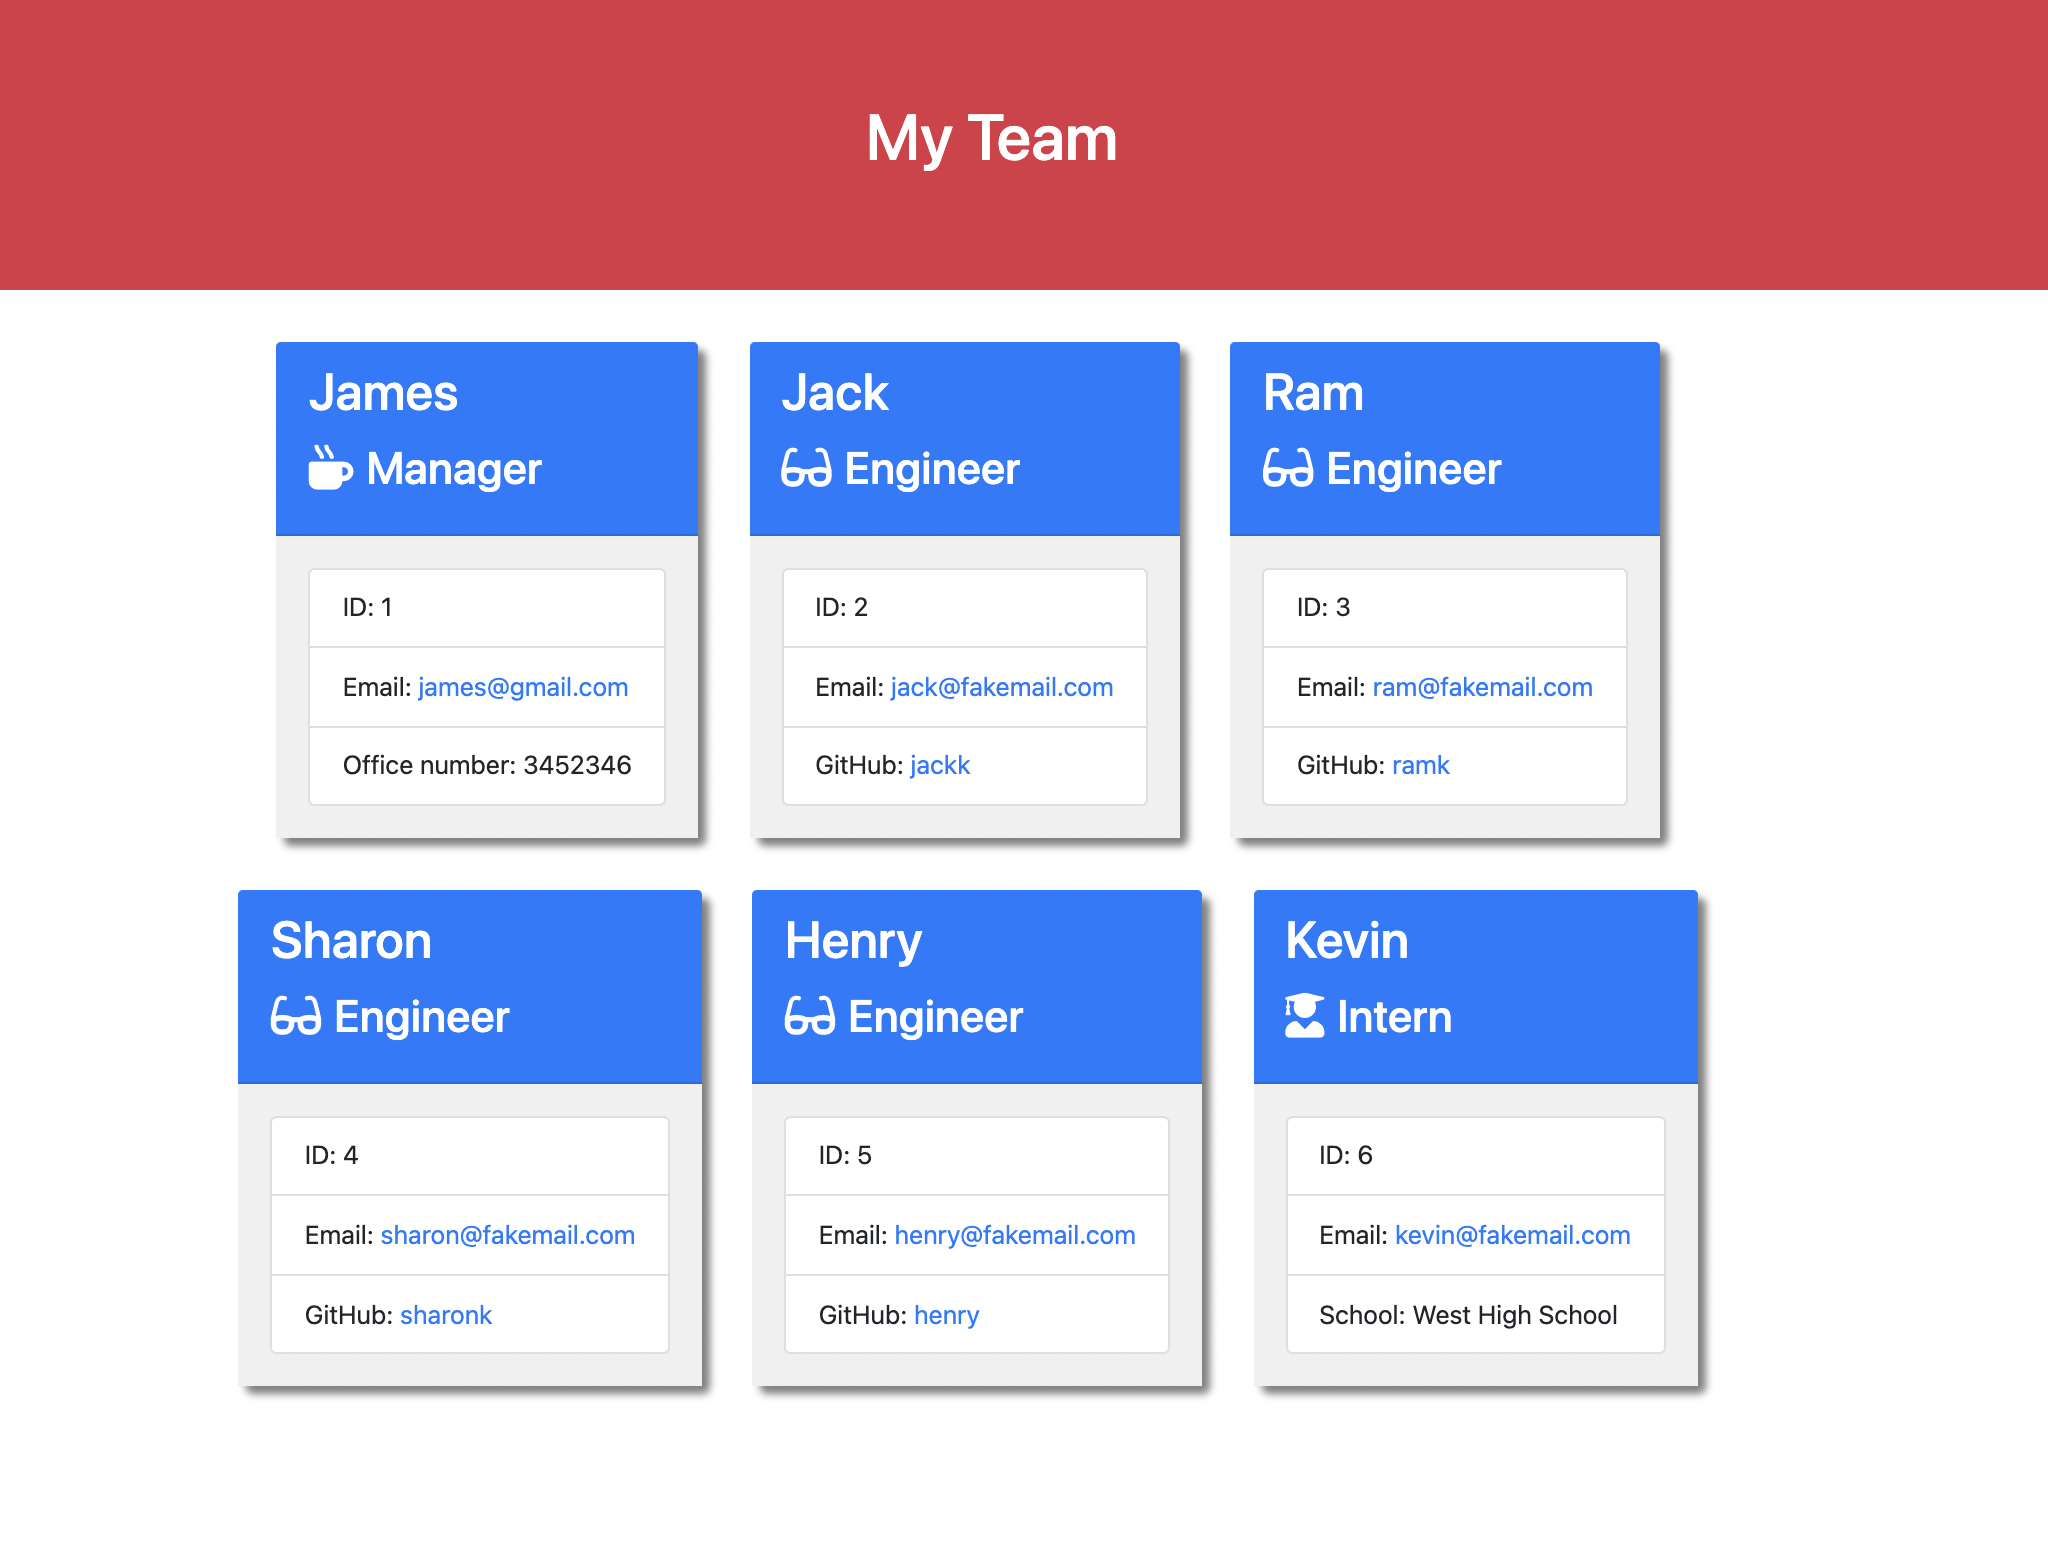 My Team
James
Manager
ID: 1
Email: james@gmail.com
Office number: 3452346
Jack
Engineer
ID: 2
Email: jack@fakemail.com
GitHub: jackk
Ram
Engineer
ID: 3
Email: ram@fakemail.com
GitHub: ramk
Sharon
Engineer
ID: 4
Email: sharon@fakemail.com
GitHub: sharonk
Henry
Engineer
ID: 5
Email: henry@fakemail.com
GitHub: henry
Kevin
Intern
ID: 6
Email: kevin@fakemail.com
School: West High School